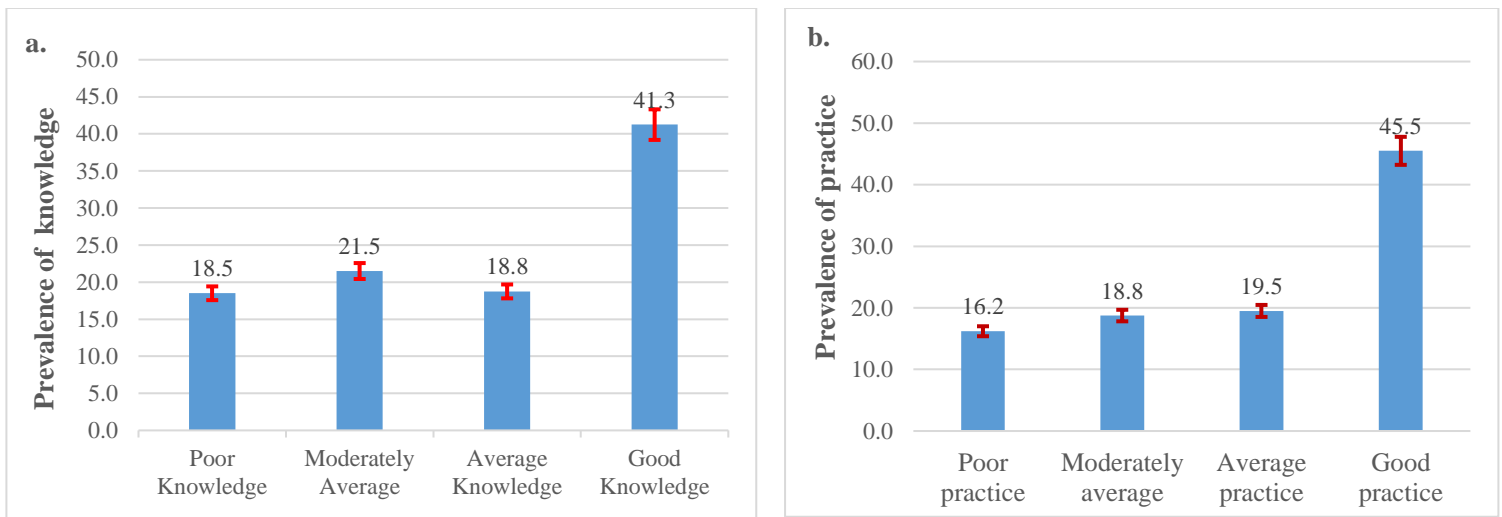 a.
Prevalence of knowledge
50.0
45.0
40.0
35.0
30.0
25.0
20.0
15.0
10.0
5.0
0.0
18.5
21.5
18.8
41.3
Poor
Knowledge
Moderately
Average
Average
Knowledge
Good
Knowledge
b.
Prevalence of practice
60.0
50.0
40.0
30.0
20.0
10.0
0.0
16.2
18.8
19.5
45.5
Poor
practice
Moderately
average
Average
practice
Good
practice